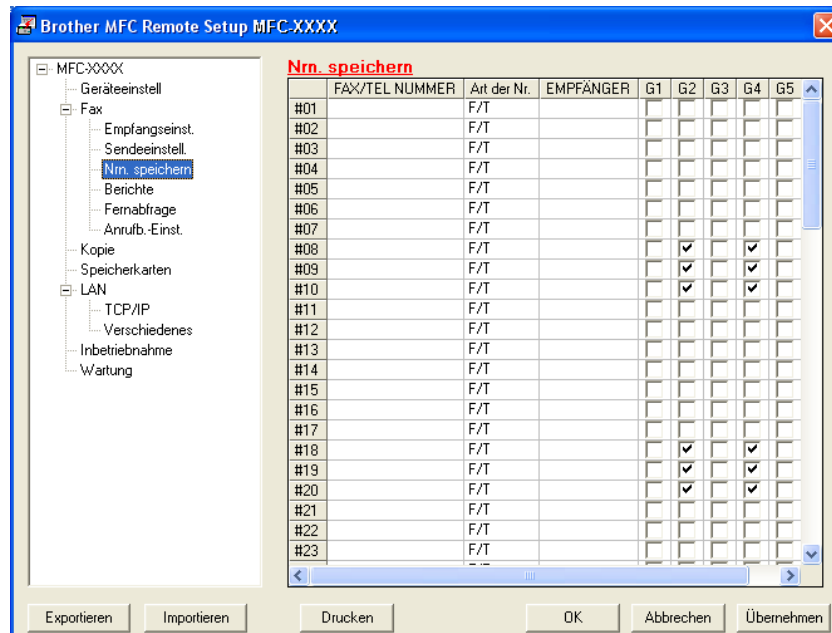 Brother MFC Remote Setup MFC-XXXX
MFC-XXXX
Geräteeinstell
Fax
Empfangseinst.
Sendeeinstell.
Nrn. speichern
Berichte
Fernabfrage
Anrufb.-Einst.
Kopie
Speicherkarten
LAN
TCP/IP
Verschiedenes
Inbetriebnahme
Wartung
Nrn. speichern
FAX/TEL NUMMER Art der Nr. EMPFÄNGER G1 G2 G3 G4 G5
#01 F/T
#02 F/T
#03 F/T
#04 F/T
#05 F/T
#06 F/T
#07 F/T
#08 F/T
#09 F/T
#10 F/T
#11 F/T
#12 F/T
#13 F/T
#14 F/T
#15 F/T
#16 F/T
#17 F/T
#18 F/T
#19 F/T
#20 F/T
#21 F/T
#22 F/T
#23 F/T
Exportieren Importieren Drucken OK Abbrechen Übernehmen